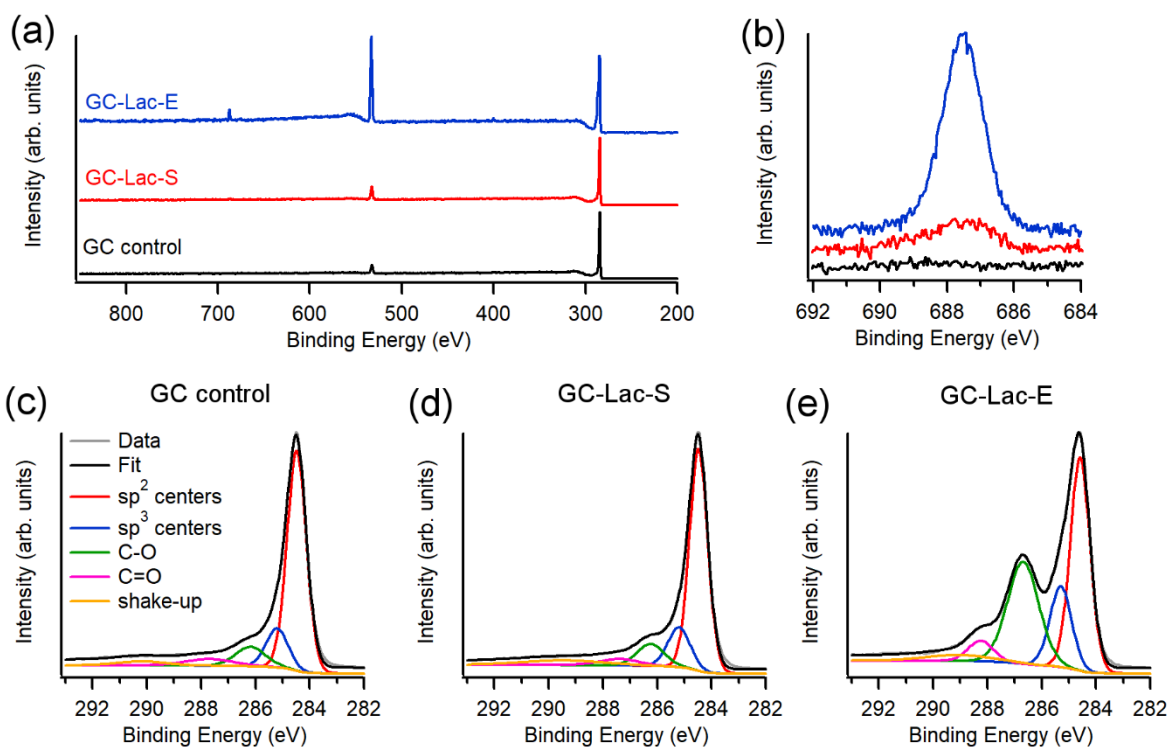 (a)
GC-Lac-E
GC-Lac-S
GC control
Intensity (arb. units)
800 700 600 500 400 300 200
Binding Energy (eV)
(b)
Intensity (arb. units)
692 690 688 686 684
Binding Energy (eV)
(c) GC control
Data
Fit
sp² centers
sp³ centers
C-O
C=O
shake-up
Intensity (arb. units)
292 290 288 286 284 282
Binding Energy (eV)
(d) GC-Lac-S
Intensity (arb. units)
292 290 288 286 284 282
Binding Energy (eV)
(e) GC-Lac-E
Intensity (arb. units)
292 290 288 286 284 282
Binding Energy (eV)